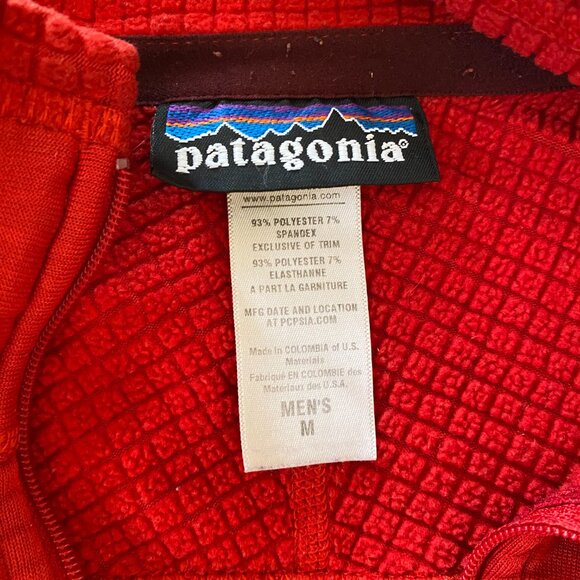 patagonia®
www.patagonia.com
93% POLYESTER 7%
SPANDEX
EXCLUSIVE OF TRIM
93% POLYESTER 7%
ELASTHANNE
A PART LA GARNITURE
MFG DATE AND LOCATION
AT PCPSIA.COM
Made in COLOMBIA of U.S.
Materials
Fabriqué EN COLOMBIE des
Matériaux des U.S.A.
MEN'S
M